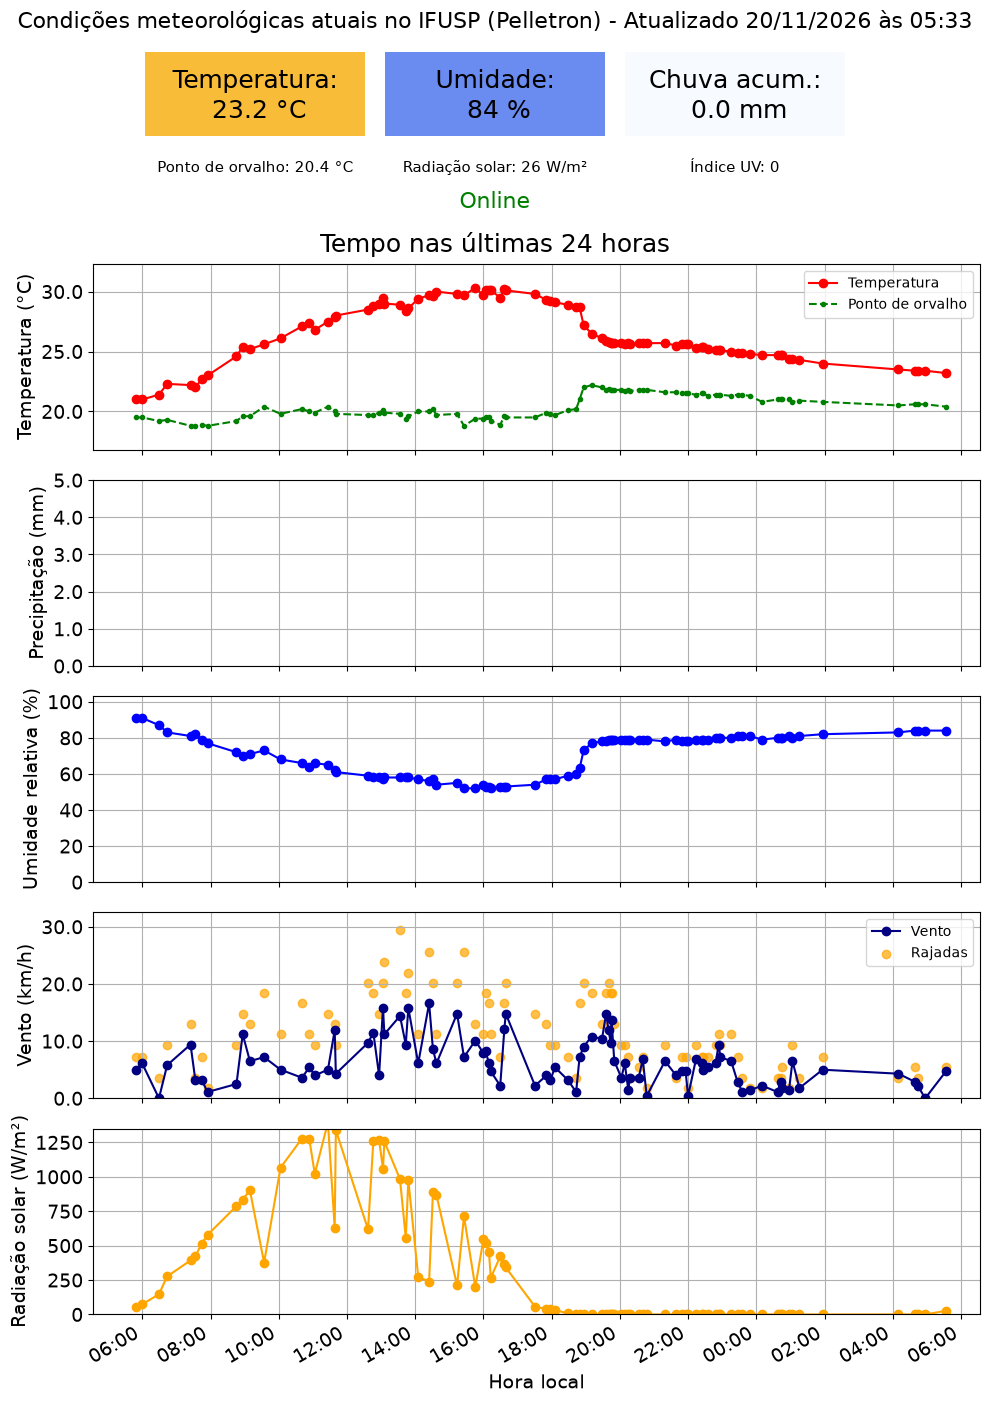 Condições meteorológicas atuais no IFUSP (Pelletron) - Atualizado 20/11/2026 às 05:33
Temperatura:
23.2 °C
Umidade:
84 %
Chuva acum.:
0.0 mm
Ponto de orvalho: 20.4 °C
Radiação solar: 26 W/m²
Índice UV: 0
Online
Tempo nas últimas 24 horas
Temperatura (°C)
30.0
25.0
20.0
Temperatura
Ponto de orvalho
Precipitação (mm)
5.0
4.0
3.0
2.0
1.0
0.0
Umidade relativa (%)
100
80
60
40
20
0
Vento (km/h)
30.0
20.0
10.0
0.0
Vento
Rajadas
Radiação solar (W/m²)
1250
1000
750
500
250
0
06:00
08:00
10:00
12:00
14:00
16:00
18:00
20:00
22:00
00:00
02:00
04:00
06:00
Hora local